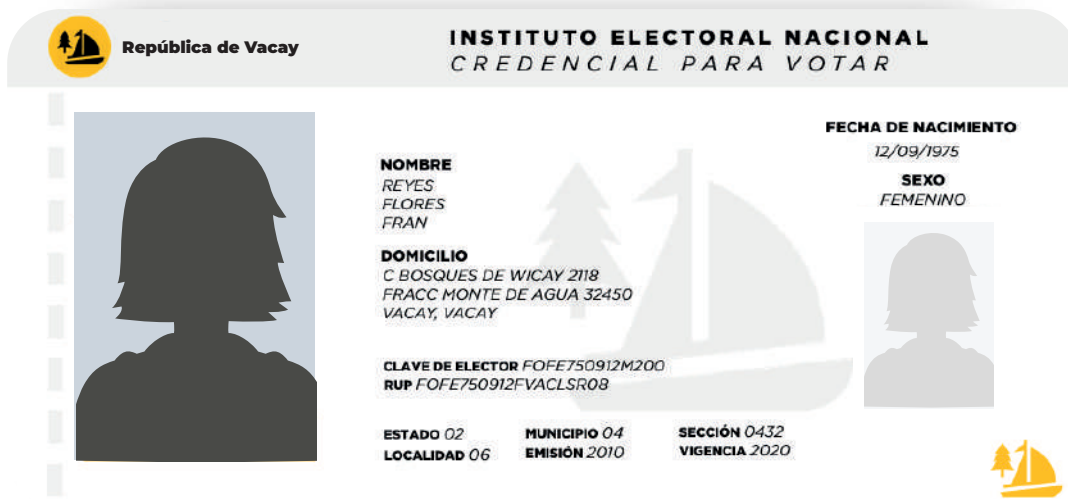 República de Vacay
INSTITUTO ELECTORAL NACIONAL
CREDENCIAL PARA VOTAR
FECHA DE NACIMIENTO
12/09/1975
SEXO
FEMENINO
NOMBRE
REYES
FLORES
FRAN
DOMICILIO
C BOSQUES DE WICAY 2118
FRACC MONTE DE AGUA 32450
VACAY, VACAY
CLAVE DE ELECTOR FOFE750912M200
RUP FOFE750912FVACLSR08
ESTADO 02 MUNICIPIO 04 SECCIÓN 0432
LOCALIDAD 06 EMISIÓN 2010 VIGENCIA 2020